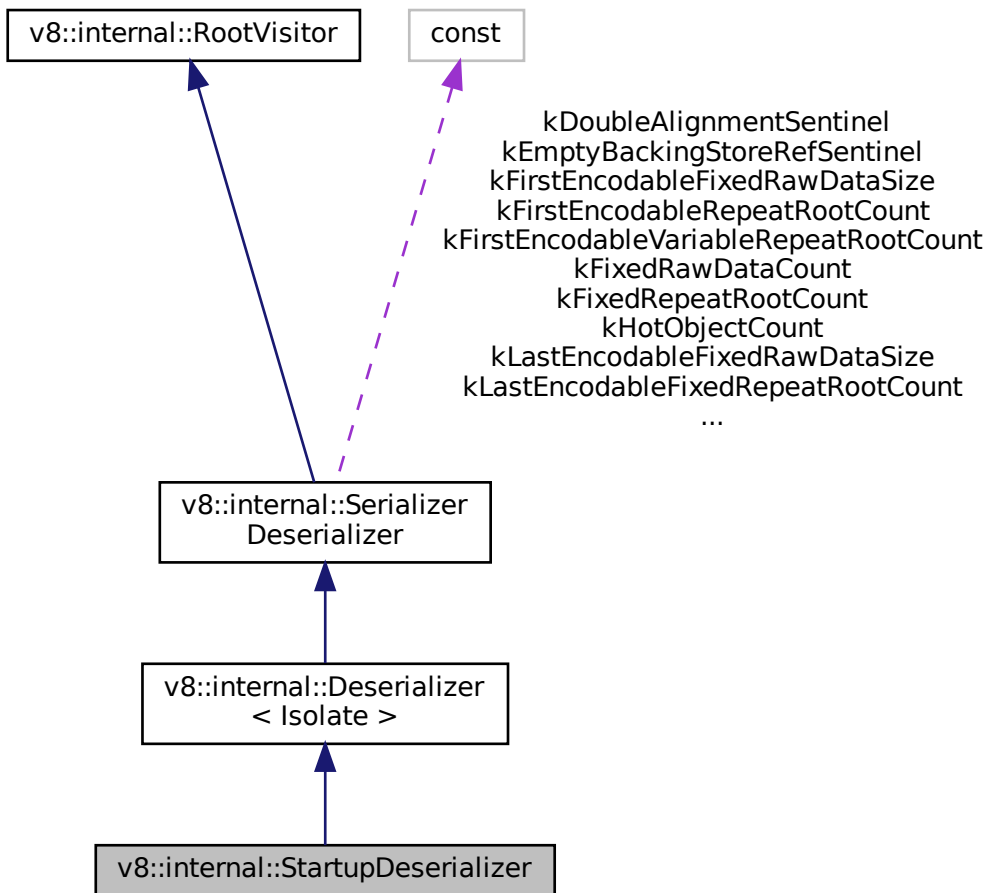 v8::internal::RootVisitor
const
kDoubleAlignmentSentinel
kEmptyBackingStoreRefSentinel
kFirstEncodableFixedRawDataSize
kFirstEncodableRepeatRootCount
kFirstEncodableVariableRepeatRootCount
kFixedRawDataCount
kFixedRepeatRootCount
kHotObjectCount
kLastEncodableFixedRawDataSize
kLastEncodableFixedRepeatRootCount
...
v8::internal::Serializer
Deserializer
v8::internal::Deserializer
< Isolate >
v8::internal::StartupDeserializer